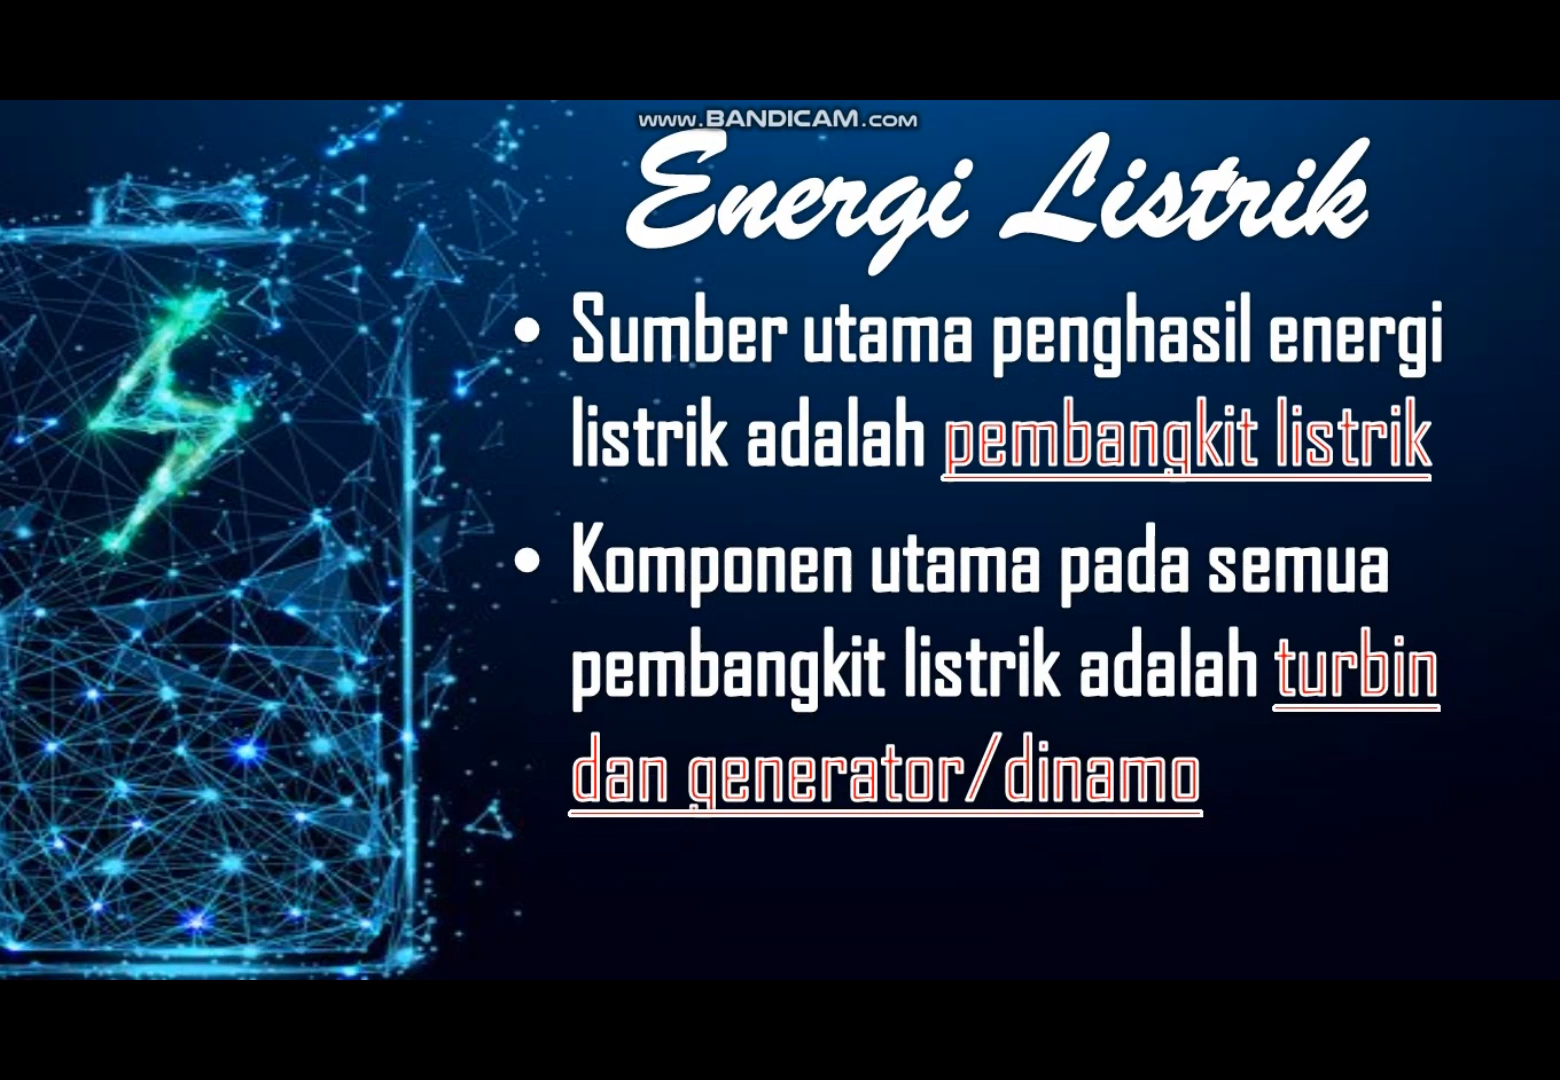 www.BANDICAM.com
Energi Listrik
• Sumber utama penghasil energi
listrik adalah pembangkit listrik
• Komponen utama pada semua
pembangkit listrik adalah turbin
dan generator/dinamo